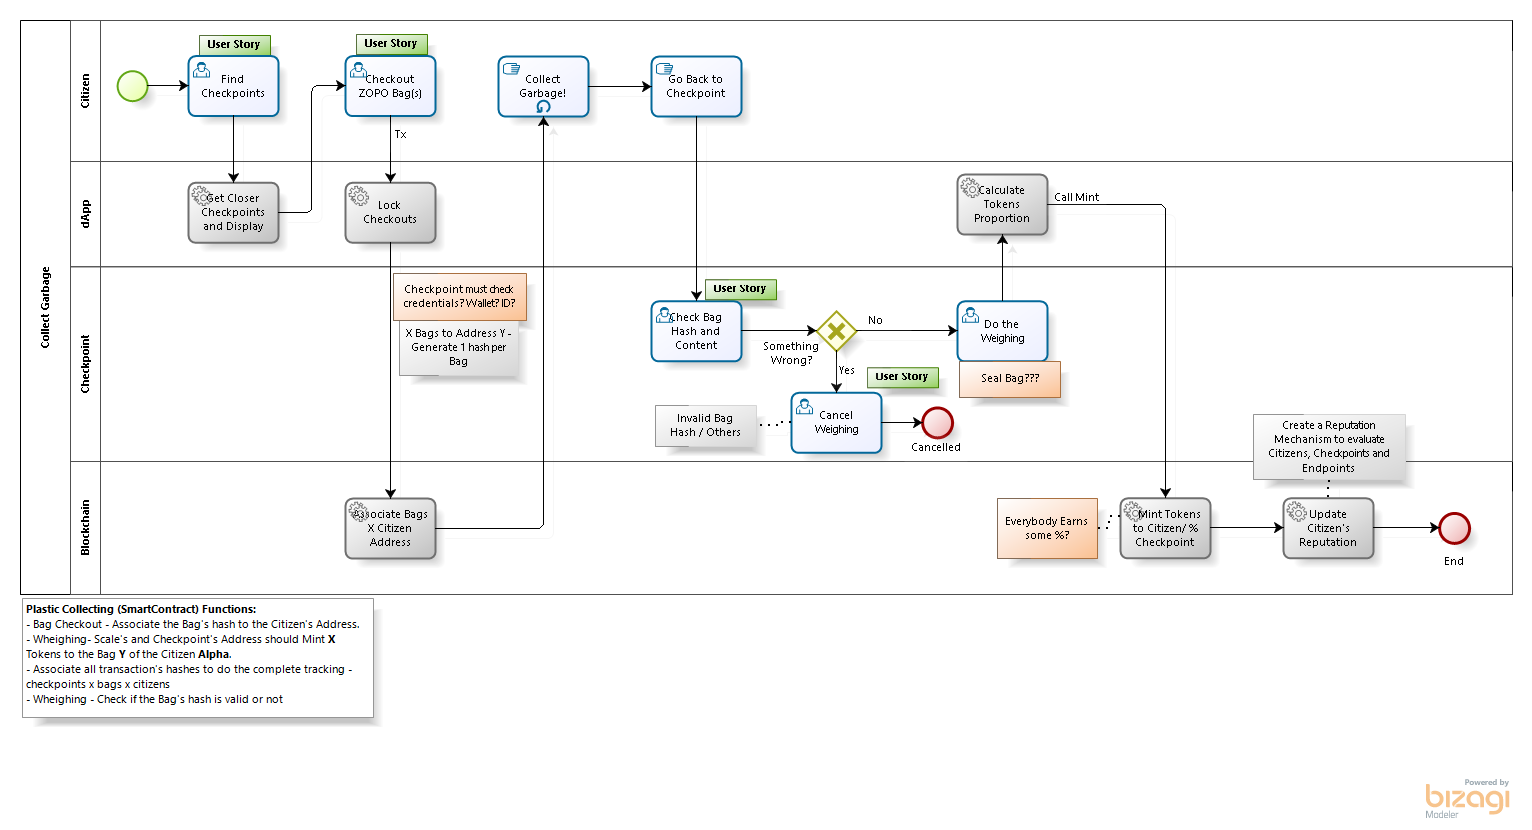 Collect Garbage
Citizen
User Story
Find
Checkpoints
User Story
Checkout
ZOPO Bag(s)
Tx
Collect
Garbage!
Go Back to
Checkpoint
dApp
Get Closer
Checkpoints
and Display
Lock
Checkouts
Calculate
Tokens
Proportion
Call Mint
Checkpoint
Checkpoint must check
credentials? Wallet? ID?
X Bags to Address Y -
Generate 1 hash per
Bag
User Story
Check Bag
Hash and
Content
Something
Wrong?
No
Yes
Do the
Weighing
Seal Bag???
User Story
Invalid Bag
Hash / Others
Cancel
Weighing
Cancelled
Create a Reputation
Mechanism to evaluate
Citizens, Checkpoints and
Endpoints
Blockchain
Associate Bags
X Citizen
Address
Everybody Earns
some %?
Mint Tokens
to Citizen/ %
Checkpoint
Update
Citizen's
Reputation
End
Plastic Collecting (SmartContract) Functions:
- Bag Checkout - Associate the Bag's hash to the Citizen's Address.
- Wheighing- Scale's and Checkpoint's Address should Mint X
Tokens to the Bag Y of the Citizen Alpha.
- Associate all transaction's hashes to do the complete tracking -
checkpoints x bags x citizens
- Wheighing - Check if the Bag's hash is valid or not
Powered by
bizagi
Modeler